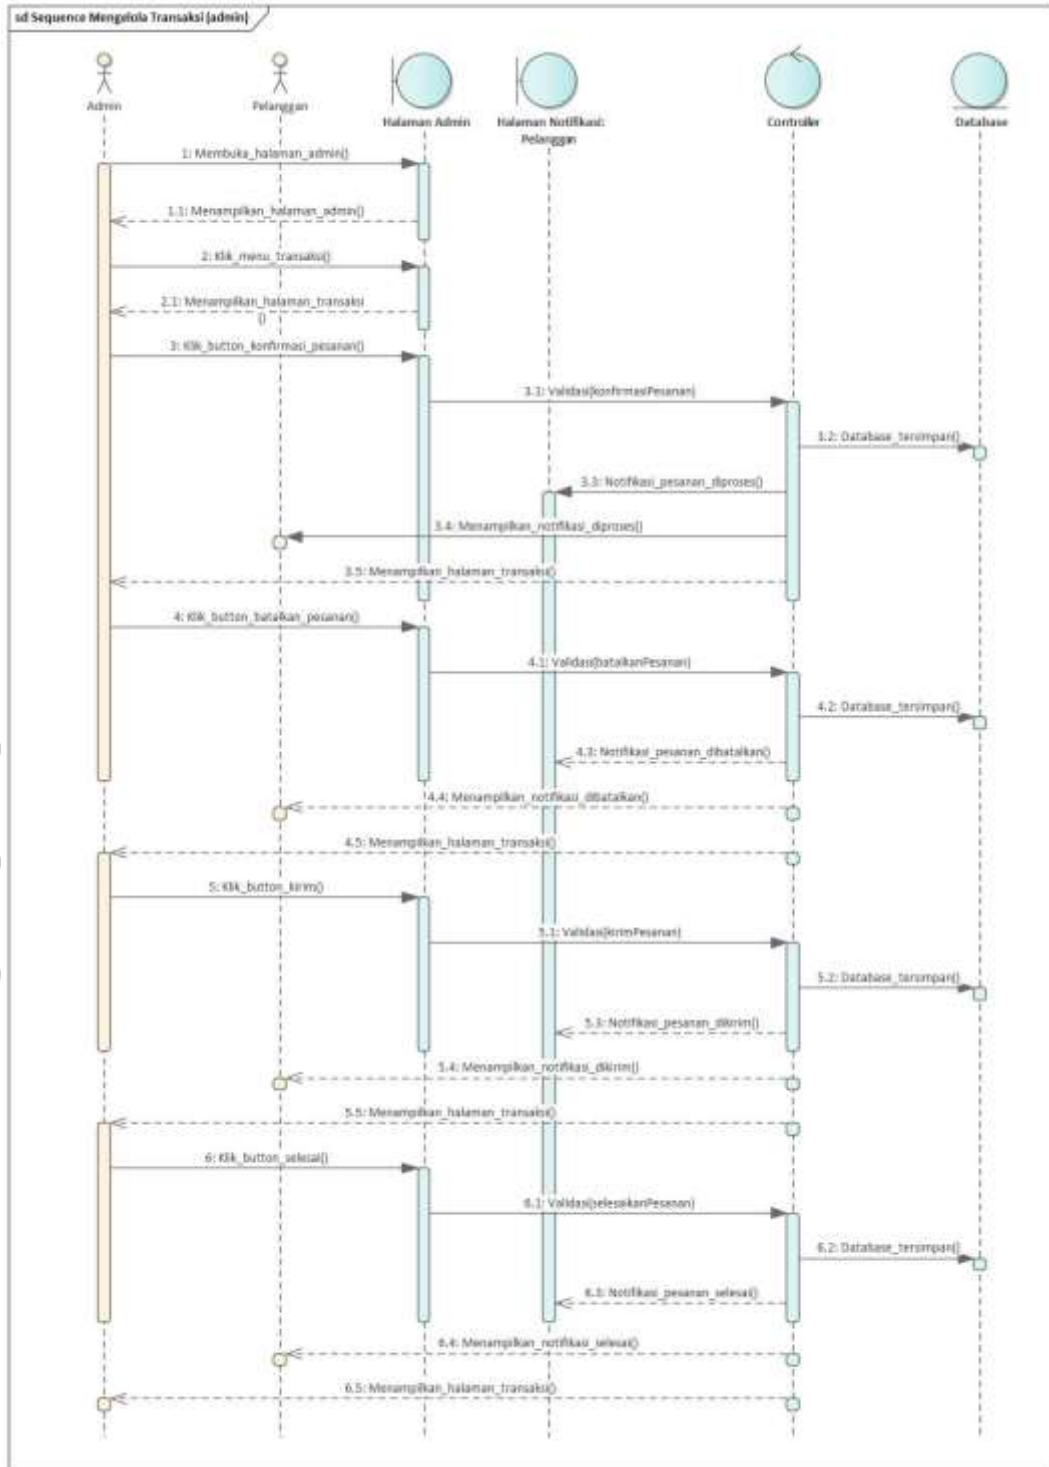 sd Sequence Mengelola Transaksi (admin)
Admin
Pelanggan
Halaman Admin
Halaman Notifikasi:
Pelanggan
Controller
Database
1: Membuka_halaman_admin()
1.1: Menampilkan_halaman_admin()
2: Klik_menu_transaksi()
2.1: Menampilkan_halaman_transaksi
()
3: Klik_button_konfirmasi_pesanan()
3.1: Validasi(konfirmasiPesanan)
3.2: Database_tersimpan()
3.3: Notifikasi_pesanan_diproses()
3.4: Menampilkan_notifikasi_diproses()
3.5: Menampilkan_halaman_transaksi()
4: Klik_button_batalkan_pesanan()
4.1: Validasi(batalkanPesanan)
4.2: Database_tersimpan()
4.3: Notifikasi_pesanan_dibatalkan()
4.4: Menampilkan_notifikasi_dibatalkan()
4.5: Menampilkan_halaman_transaksi()
5: Klik_button_kirim()
5.1: Validasi(kirimPesanan)
5.2: Database_tersimpan()
5.3: Notifikasi_pesanan_dikirim()
5.4: Menampilkan_notifikasi_dikirim()
5.5: Menampilkan_halaman_transaksi()
6: Klik_button_selesai()
6.1: Validasi(selesaikanPesanan)
6.2: Database_tersimpan()
6.3: Notifikasi_pesanan_selesai()
6.4: Menampilkan_notifikasi_selesai()
6.5: Menampilkan_halaman_transaksi()